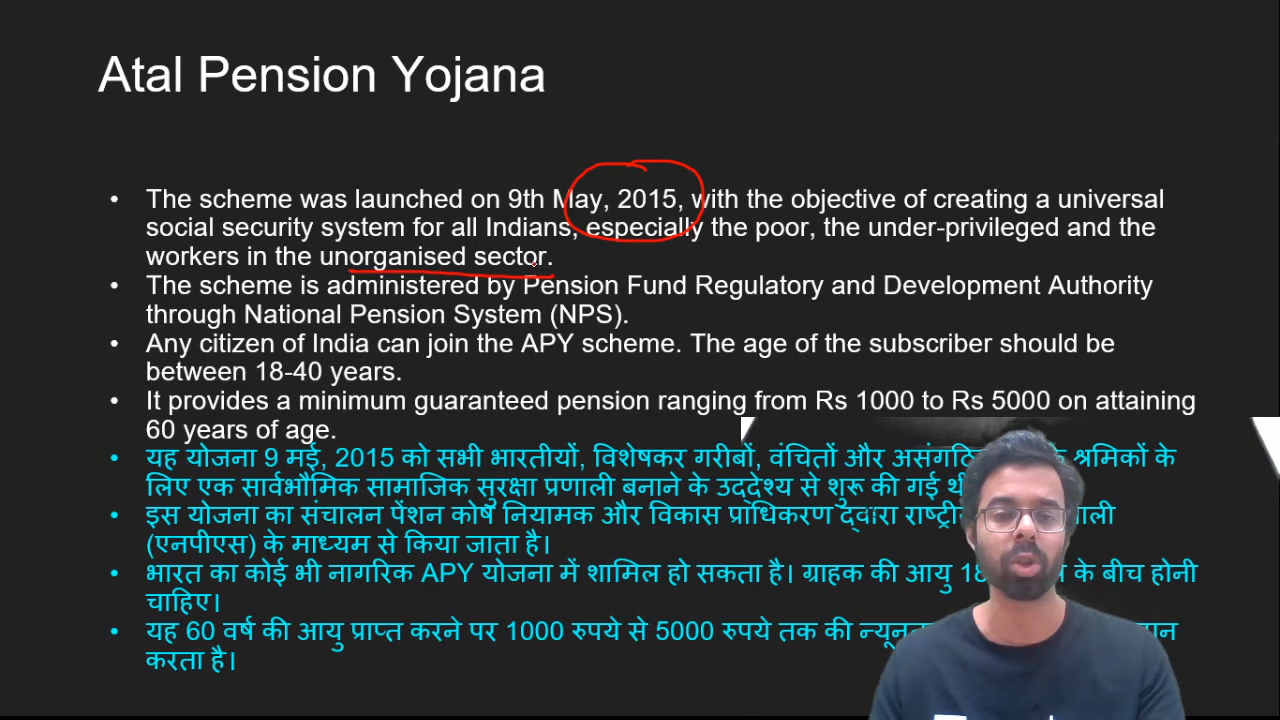 Atal Pension Yojana
• The scheme was launched on 9th May, 2015, with the objective of creating a universal
social security system for all Indians, especially the poor, the under-privileged and the
workers in the unorganised sector.
• The scheme is administered by Pension Fund Regulatory and Development Authority
through National Pension System (NPS).
• Any citizen of India can join the APY scheme. The age of the subscriber should be
between 18-40 years.
• It provides a minimum guaranteed pension ranging from Rs 1000 to Rs 5000 on attaining
60 years of age.
• यह योजना 9 मई, 2015 को सभी भारतीयों, विशेषकर गरीबों, वंचितों और श्रमिकों के
लिए एक सार्वभौमिक सामाजिक सुरक्षा प्रणाली बनाने के उद्देश्य से शुरू की गई
• इस योजना का संचालन पेंशन कोष नियामक और विकास प्राधिकरण द्वारा
(एनपीएस) के माध्यम से किया जाता है।
• भारत का कोई भी नागरिक APY योजना में शामिल हो सकता है। ग्राहक की आयु के बीच होनी
चाहिए।
• यह 60 वर्ष की आयु प्राप्त करने पर 1000 रुपये से 5000 रुपये तक की
करता है।